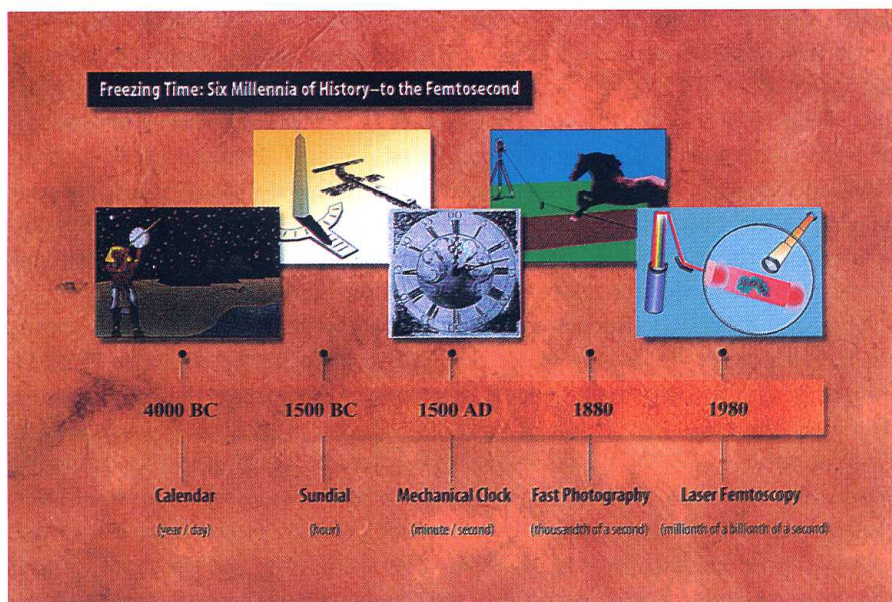 Freezing Time: Six Millennia of History–to the Femtosecond
4000 BC 1500 BC 1500 AD 1880 1980
Calendar Sundial Mechanical Clock Fast Photography Laser Femtoscopy
(year / day) (hour) (minute / second) (thousandth of a second) (millionth of a billionth of a second)